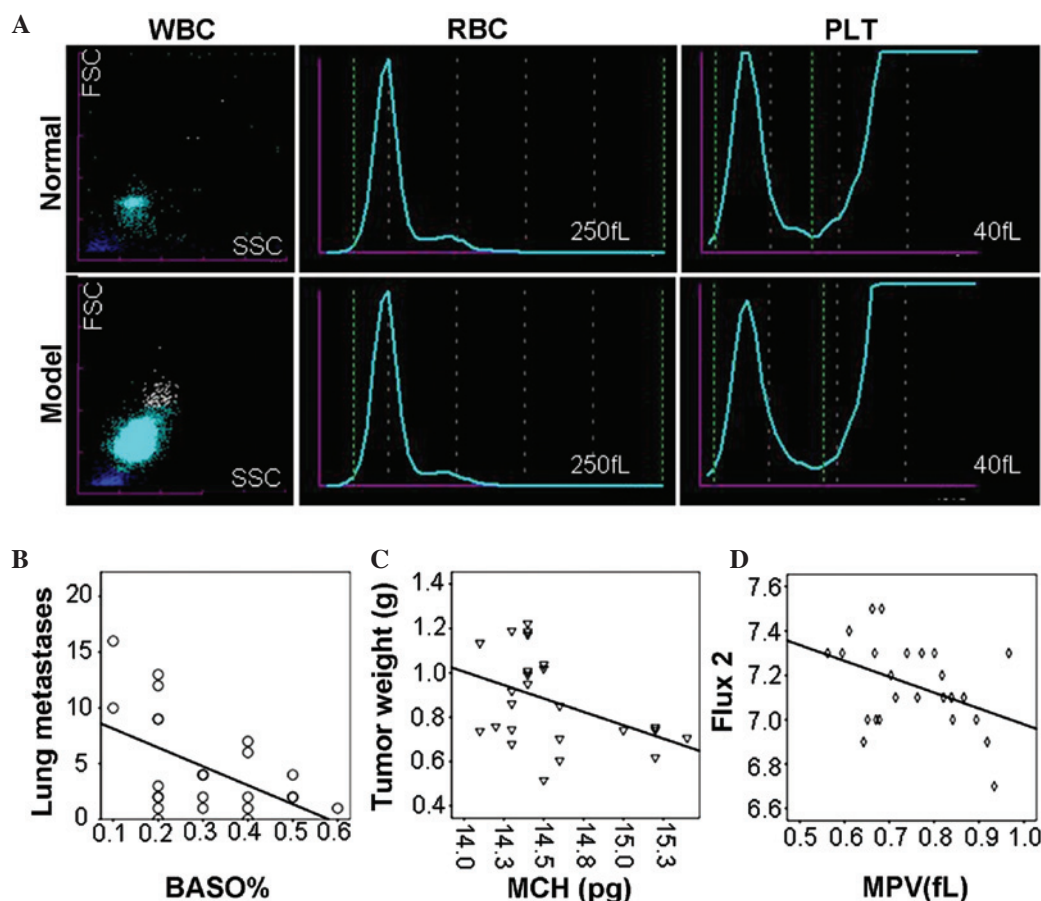 A
WBC RBC PLT
Normal
FSC
SSC
250fL
40fL
Model
FSC
SSC
250fL
40fL
B
Lung metastases
20
15
10
5
0
0.1 0.2 0.3 0.4 0.5 0.6
BASO%
C
Tumor weight (g)
1.4
1.2
1.0
0.8
0.6
0.4
14.0 14.3 14.5 14.8 15.0 15.3
MCH (pg)
D
Flux 2
7.6
7.4
7.2
7.0
6.8
6.6
0.5 0.6 0.7 0.8 0.9 1.0
MPV(fL)